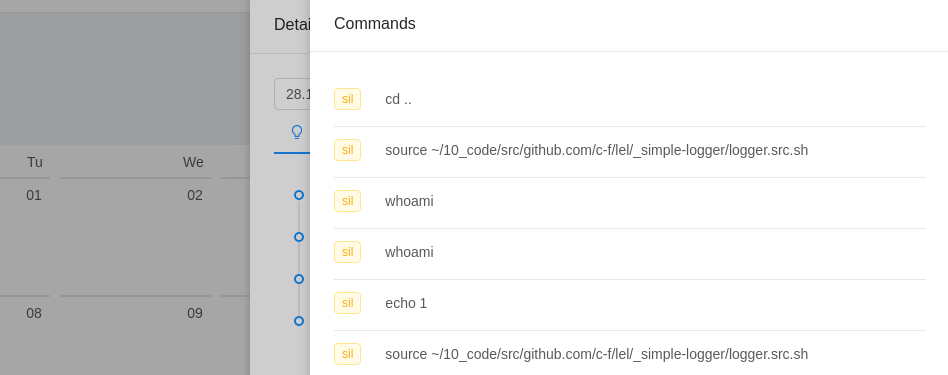 Commands
Detai
28.1
Tu We
01 02
08 09
sil cd ..
sil source ~/10_code/src/github.com/c-f/lel/_simple-logger/logger.src.sh
sil whoami
sil whoami
sil echo 1
sil source ~/10_code/src/github.com/c-f/lel/_simple-logger/logger.src.sh